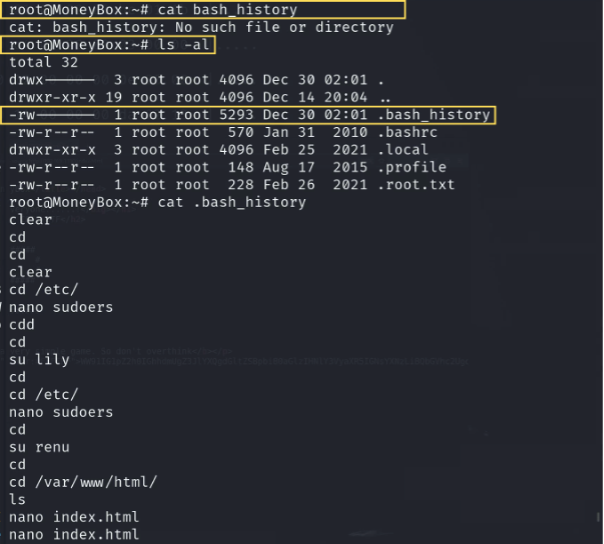 root@MoneyBox:~# cat bash_history
cat: bash_history: No such file or directory
root@MoneyBox:~# ls -al
total 32
drwx------  3 root root 4096 Dec 30 02:01 .
drwxr-xr-x 19 root root 4096 Dec 14 20:04 ..
-rw-------  1 root root 5293 Dec 30 02:01 .bash_history
-rw-r--r--  1 root root  570 Jan 31  2010 .bashrc
drwxr-xr-x  3 root root 4096 Feb 25  2021 .local
-rw-r--r--  1 root root  148 Aug 17  2015 .profile
-rw-r--r--  1 root root  228 Feb 26  2021 .root.txt
root@MoneyBox:~# cat .bash_history
clear
cd
cd
clear
cd /etc/
nano sudoers
cdd
cd
su lily
cd
cd /etc/
nano sudoers
cd
su renu
cd
cd /var/www/html/
ls
nano index.html
nano index.html